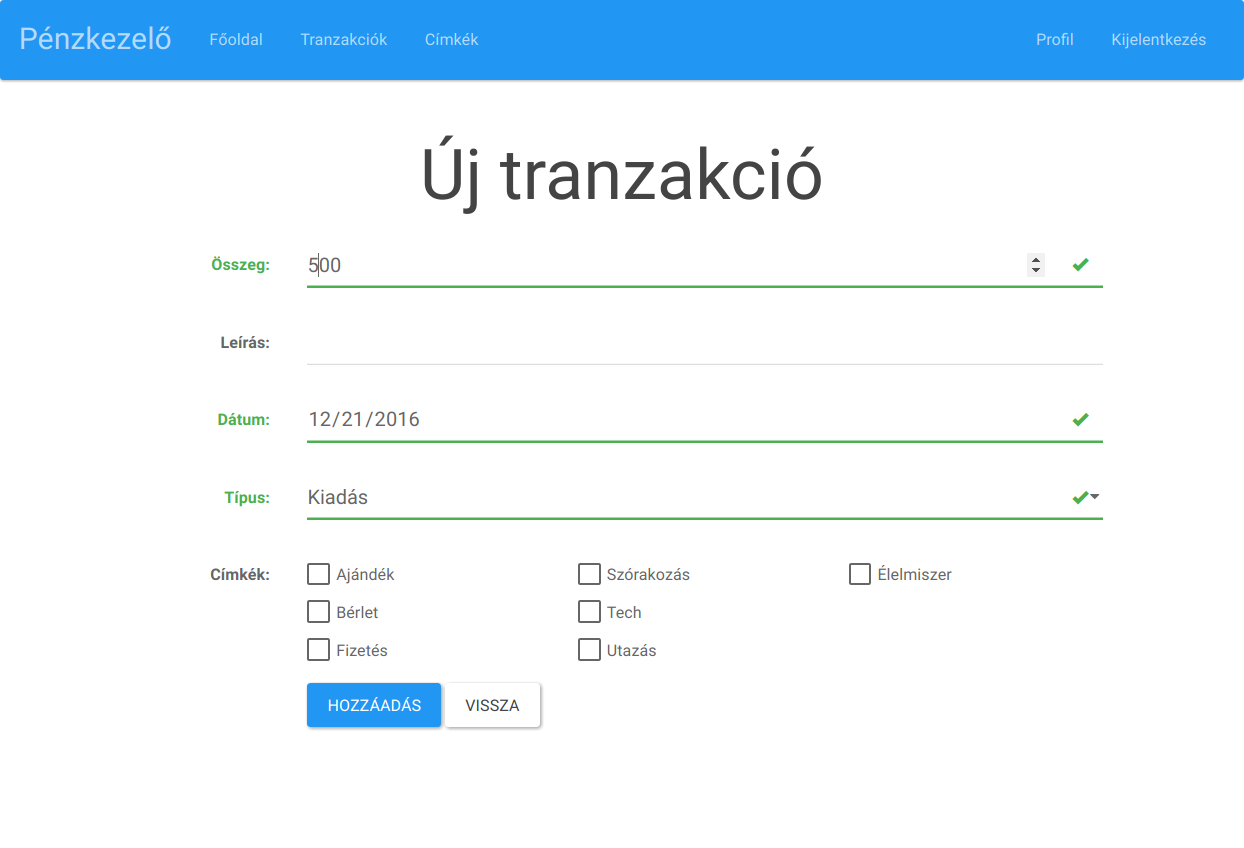 Pénzkezelő Főoldal Tranzakciók Címkék Profil Kijelentkezés
Új tranzakció
Összeg: 500
Leírás:
Dátum: 12/21/2016
Típus: Kiadás
Címkék: Ajándék Szórakozás Élelmiszer
Bérlet Tech
Fizetés Utazás
HOZZÁADÁS VISSZA